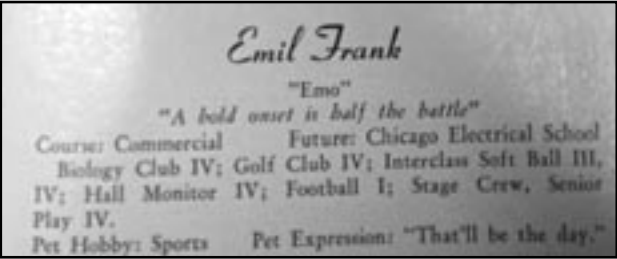 Emil Frank
"Emo"
"A bold onset is half the battle"
Course: Commercial Future: Chicago Electrical School
Biology Club IV; Golf Club IV; Interclass Soft Ball III,
IV; Hall Monitor IV; Football I; Stage Crew, Senior
Play IV.
Pet Hobby: Sports Pet Expression: "That'll be the day."